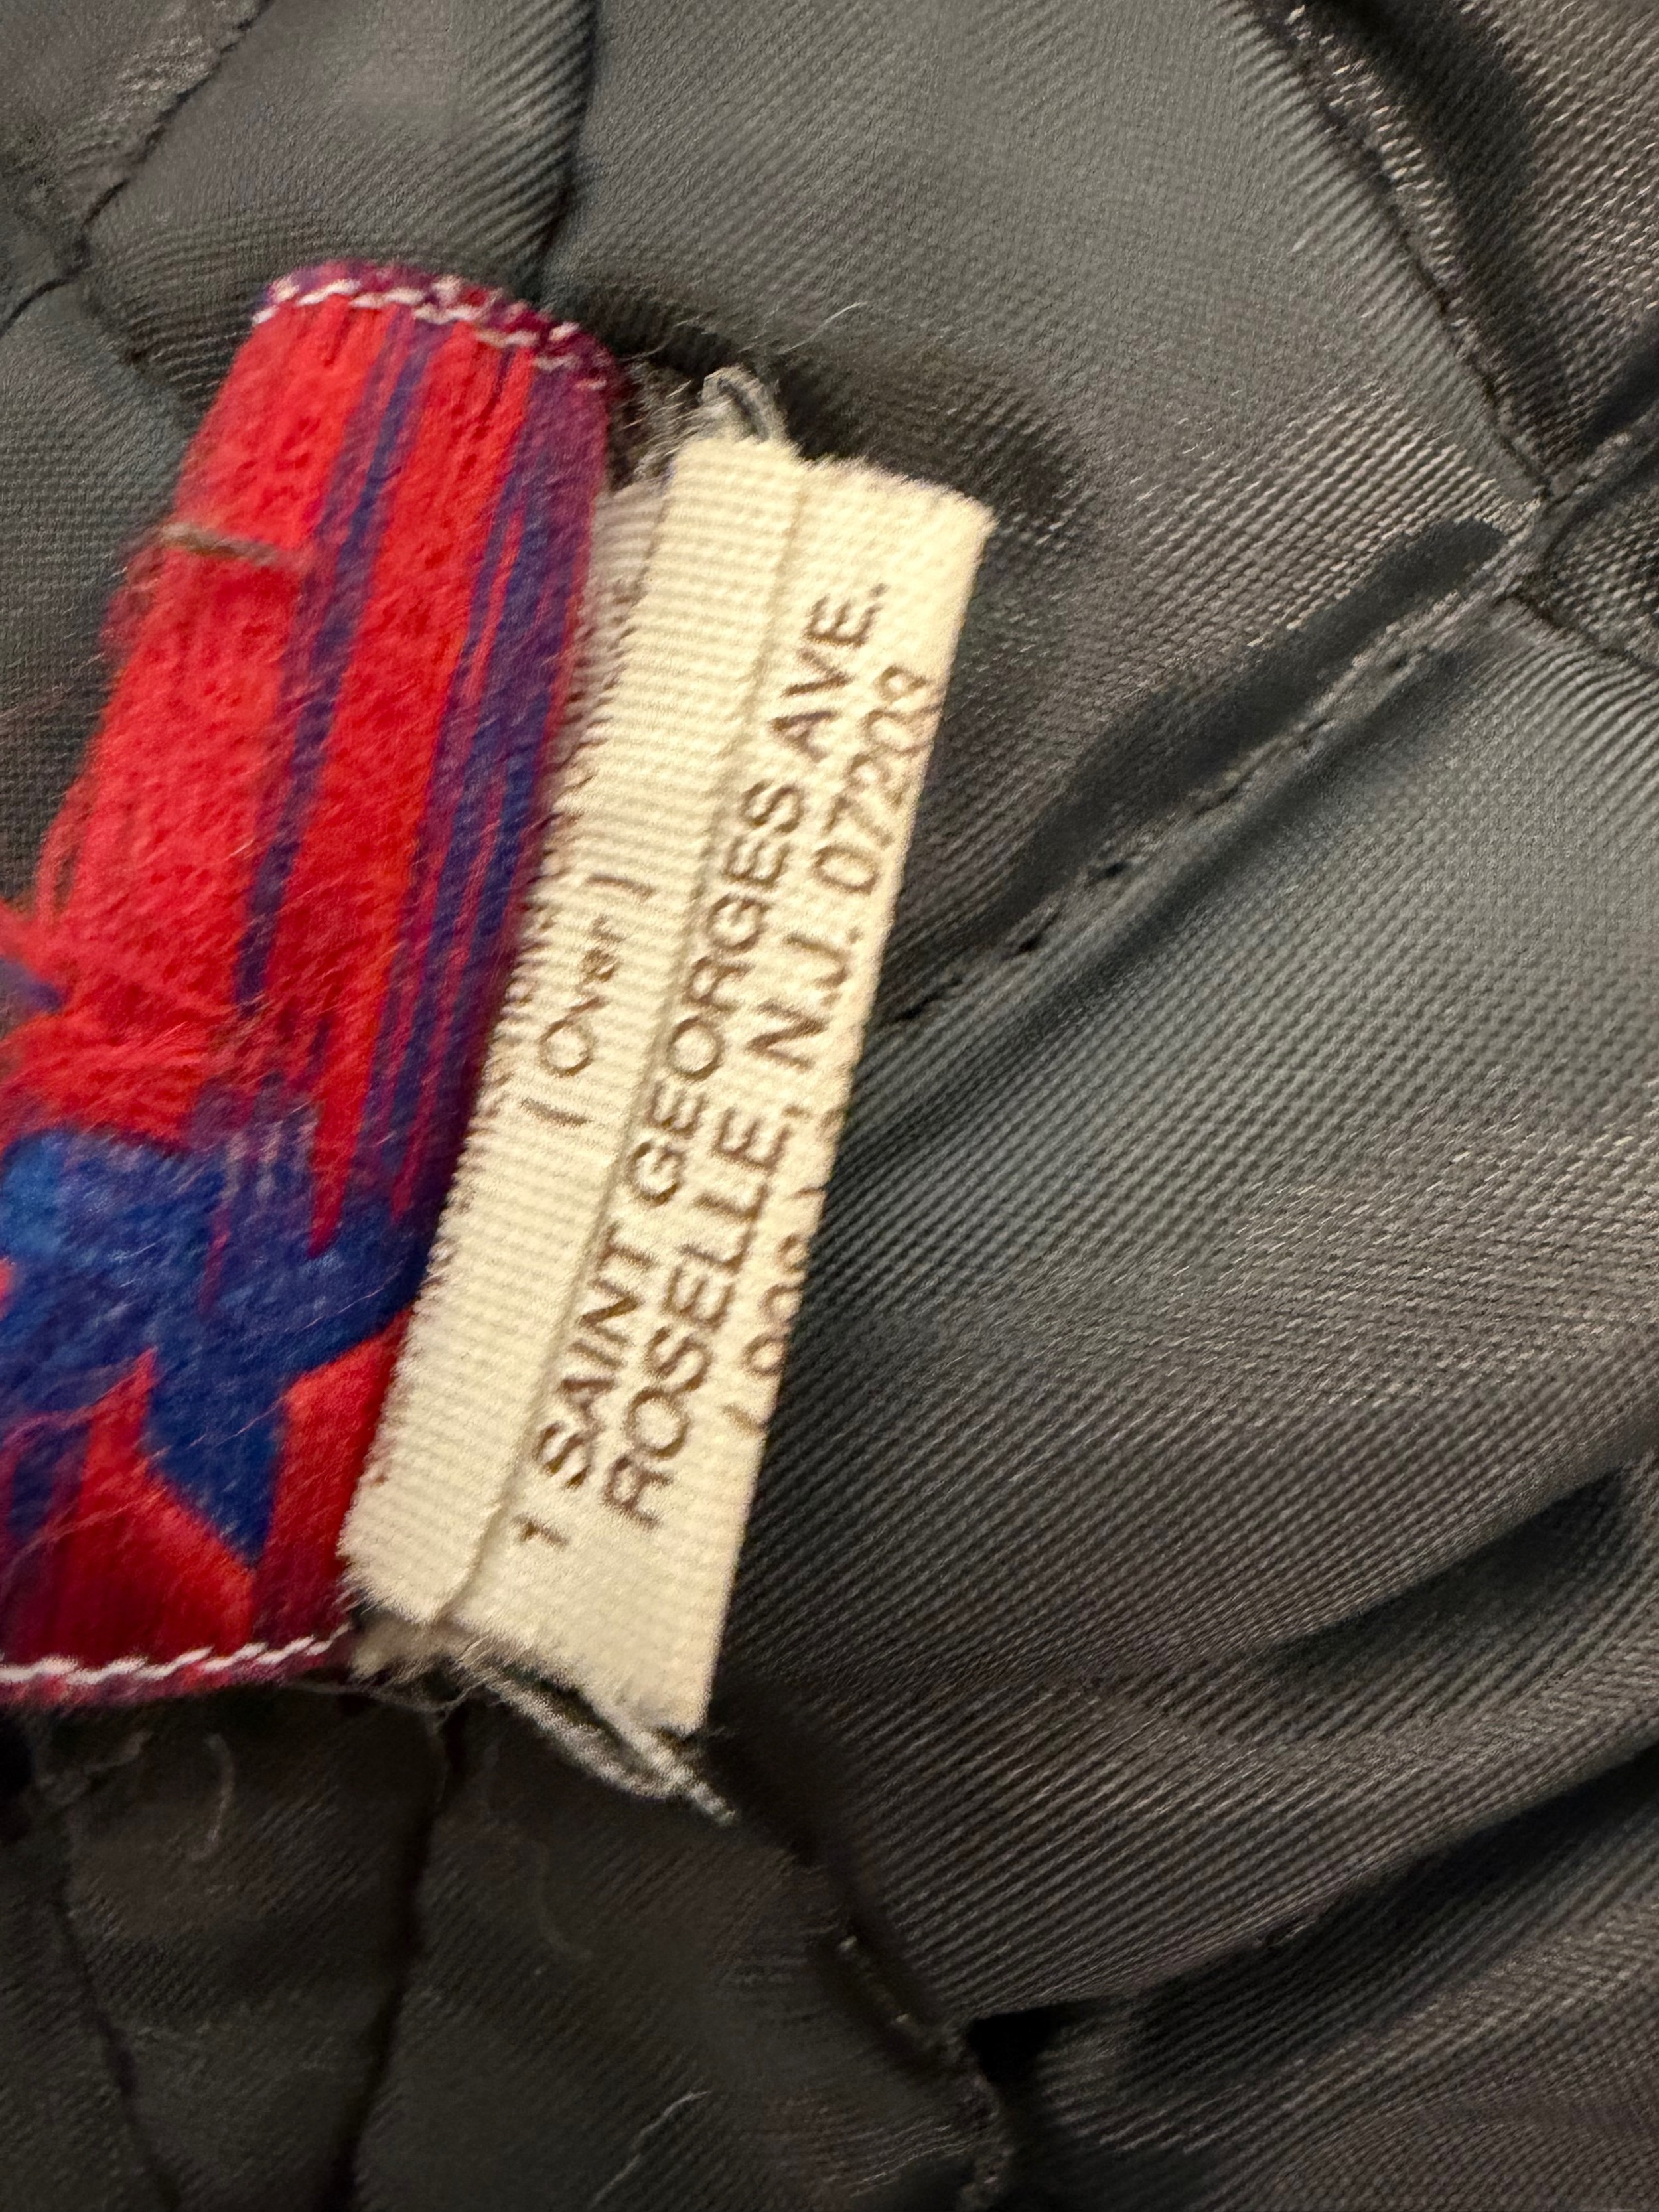 ( Over )
1 SAINT GEORGES AVE.
ROSELLE, N.J. 07203